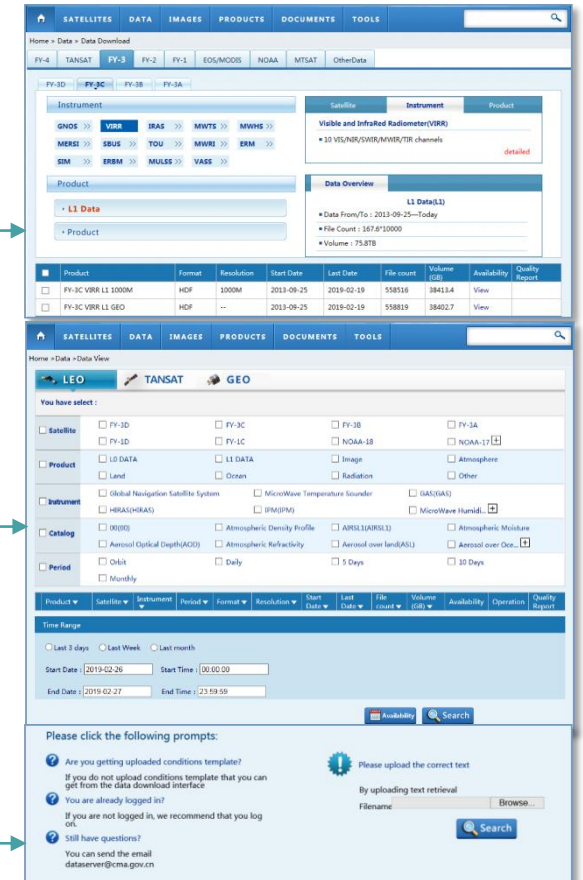 SATELLITES DATA IMAGES PRODUCTS DOCUMENTS TOOLS
Home » Data » Data Download
FY-4 TANSAT FY-3 FY-2 FY-1 EOS/MODIS NOAA MTSAT OtherData
FY-3D FY-3C FY-3B FY-3A
Instrument
GNOS >> VIRR IRAS >> MWTS >> MWHS >>
MERSI >> SBUS >> TOU >> MWRI >> ERM >>
SIM >> ERBM >> MULSS >> VASS >>
Product
• L1 Data
• Product
Satellite Instrument Product
Visible and InfraRed Radiometer(VIRR)
▪ 10 VIS/NIR/SWIR/MWIR/TIR channels
detailed
Data Overview
L1 Data(L1)
▪ Data From/To : 2013-09-25—Today
▪ File Count : 167.6*10000
▪ Volume : 75.8TB
Product Format Resolution Start Date Last Date File count Volume (GB) Availability Quality Report
FY-3C VIRR L1 1000M HDF 1000M 2013-09-25 2019-02-19 558516 38413.4 View
FY-3C VIRR L1 GEO HDF -- 2013-09-25 2019-02-19 558819 38402.7 View
SATELLITES DATA IMAGES PRODUCTS DOCUMENTS TOOLS
Home »Data »Data View
LEO TANSAT GEO
You have select :
Satellite FY-3D FY-3C FY-3B FY-3A
FY-1D FY-1C NOAA-18 NOAA-17
Product L0 DATA L1 DATA Image Atmosphere
Land Ocean Radiation Other
Instrument Global Navigation Satellite System MicroWave Temperature Sounder GAS(GAS)
HIRAS(HIRAS) IPM(IPM) MicroWave Humidi...
Catalog 00(00) Atmospheric Density Profile AIRSL1(AIRSL1) Atmospheric Moisture
Aerosol Optical Depth(AOD) Atmospheric Refractivity Aerosol over land(ASL) Aerosol over Oce...
Period Orbit Daily 5 Days 10 Days
Monthly
Product Satellite Instrument Period Format Resolution Start Date Last Date File count Volume (GB) Availability Operation Quality Report
Time Range
Last 3 days Last Week Last month
Start Date : 2019-02-26 Start Time : 00:00:00
End Date : 2019-02-27 End Time : 23:59:59
Availability Search
Please click the following prompts:
Are you getting uploaded conditions template?
If you do not upload conditions template that you can
get from the data download interface
You are already logged in?
If you are not logged in, we recommend that you log
on.
Still have questions?
You can send the email
dataserver@cma.gov.cn
Please upload the correct text
By uploading text retrieval
Filename Browse...
Search